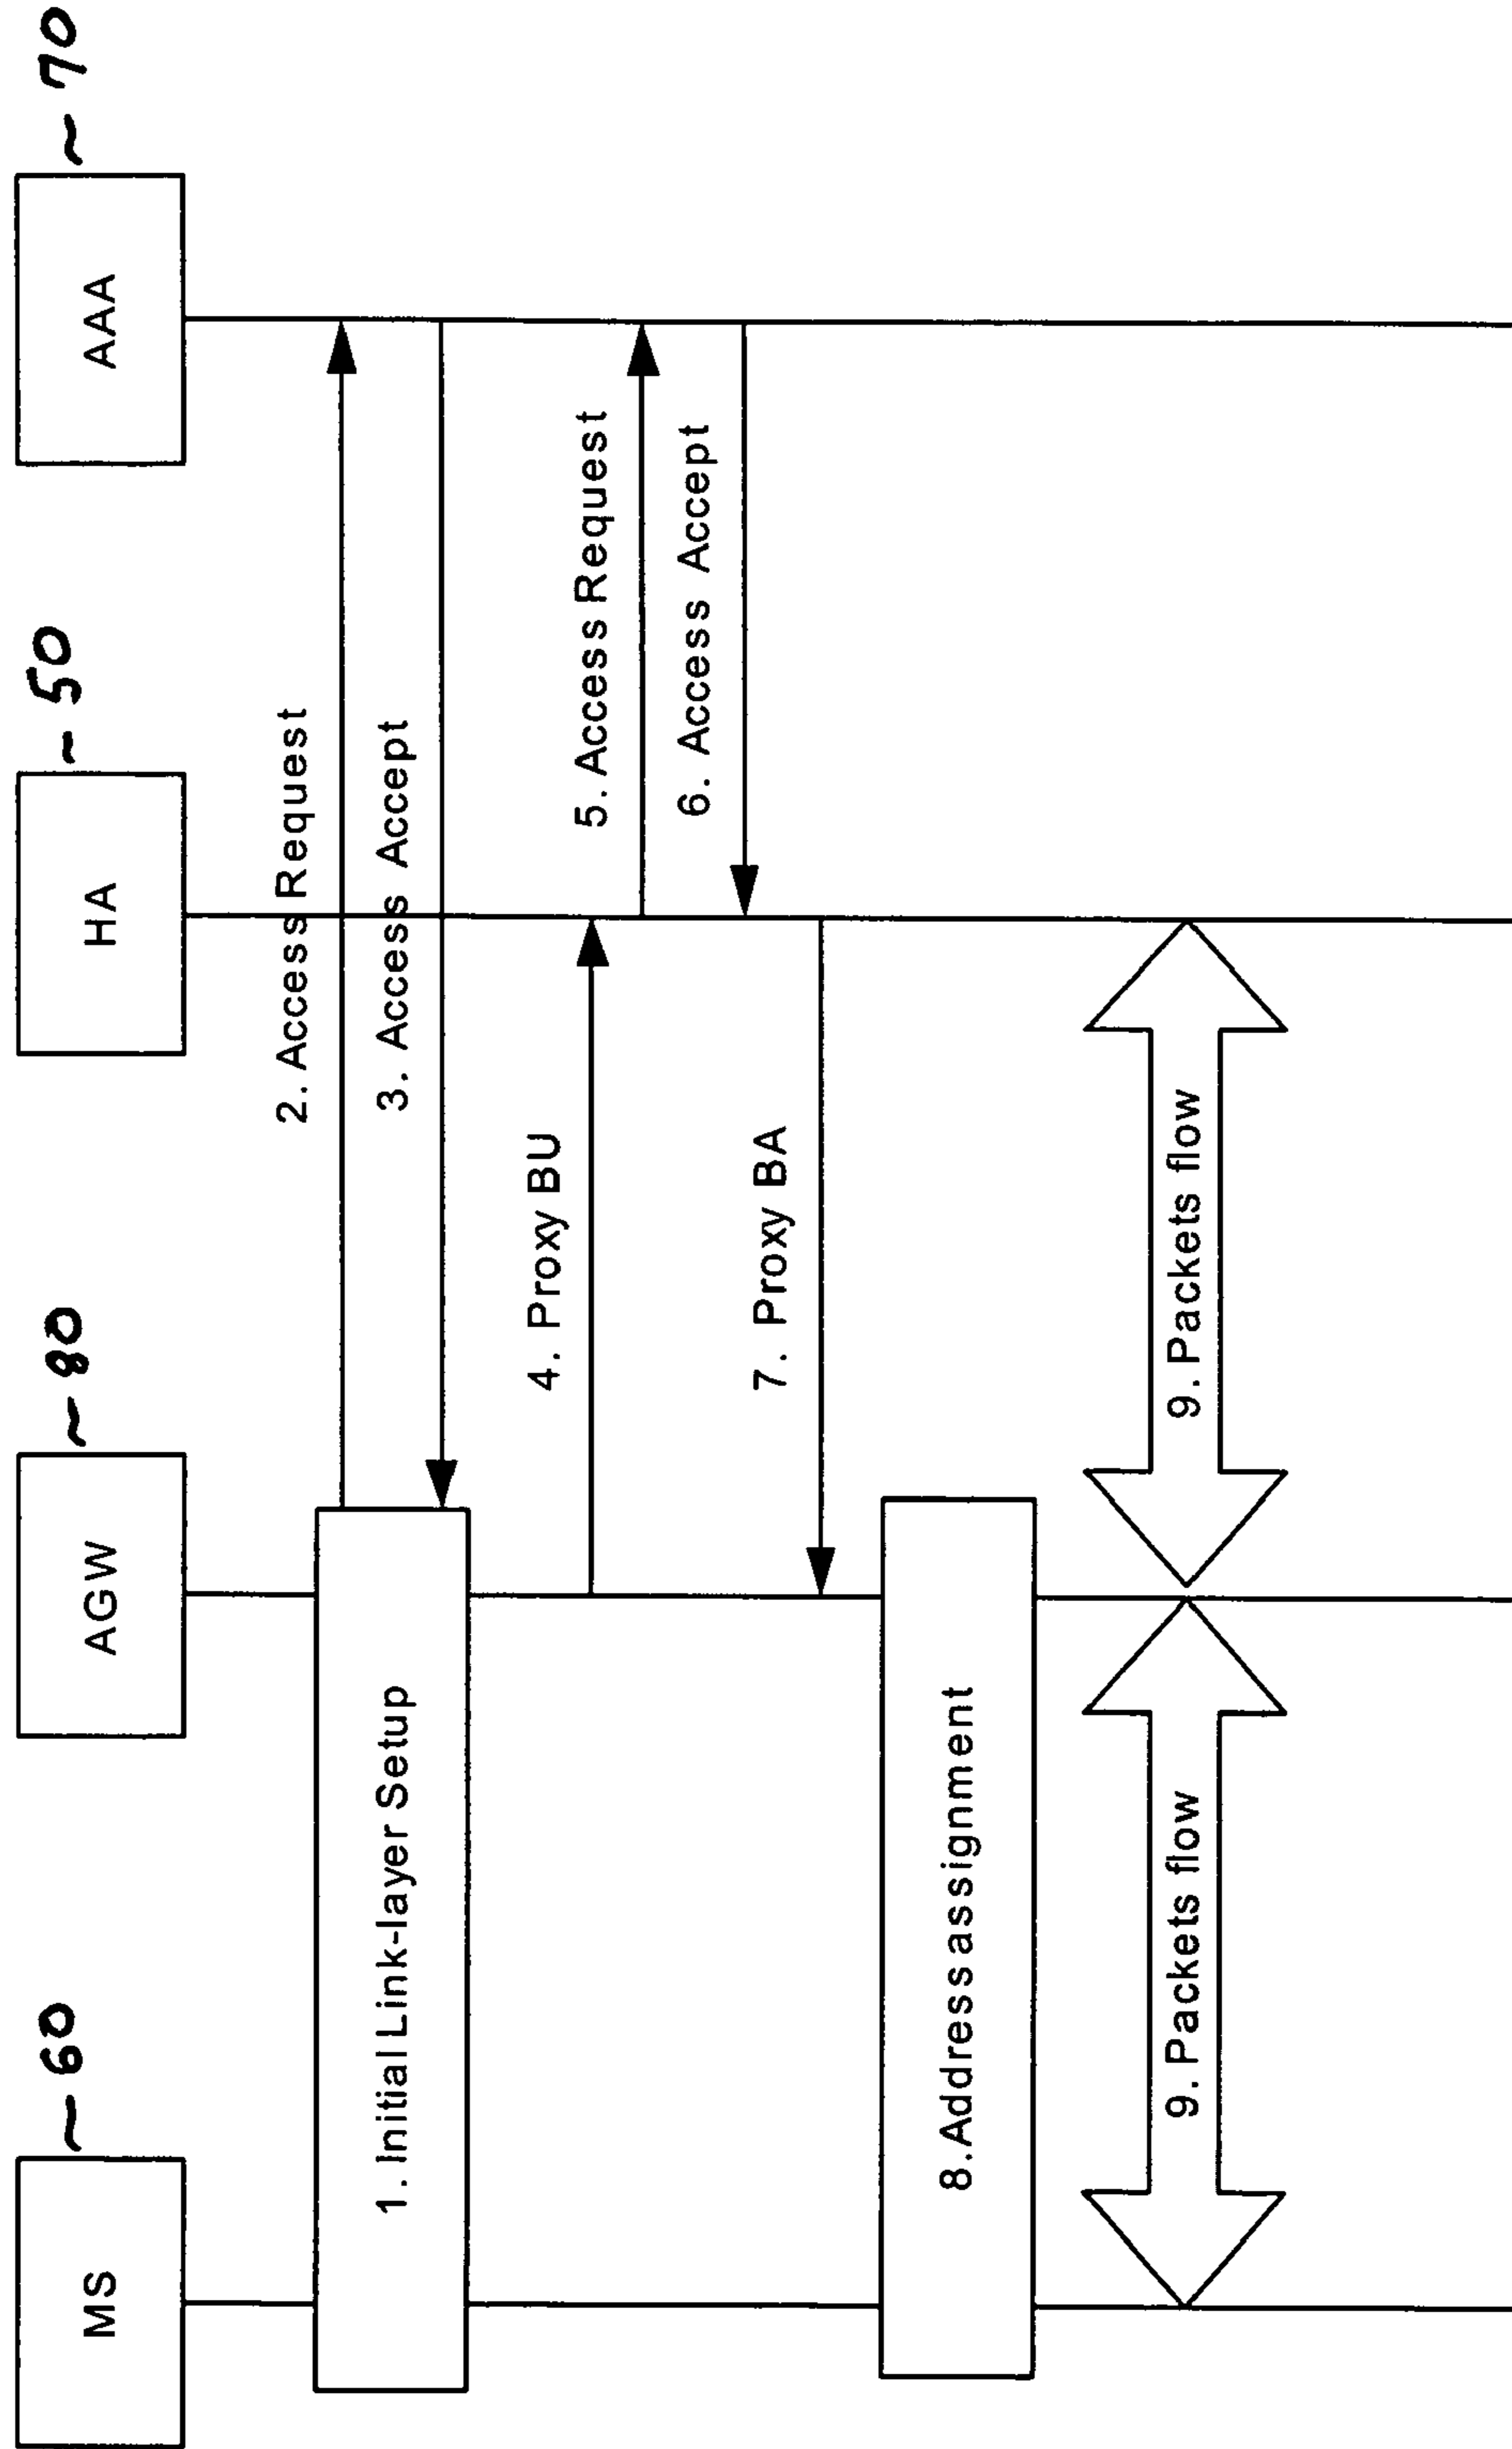 MS ~60
AGW ~80
HA ~50
AAA ~70
1. Initial Link-layer Setup
2. Access Request
3. Access Accept
4. Proxy BU
5. Access Request
6. Access Accept
7. Proxy BA
8. Address assignment
9. Packets flow
9. Packets flow